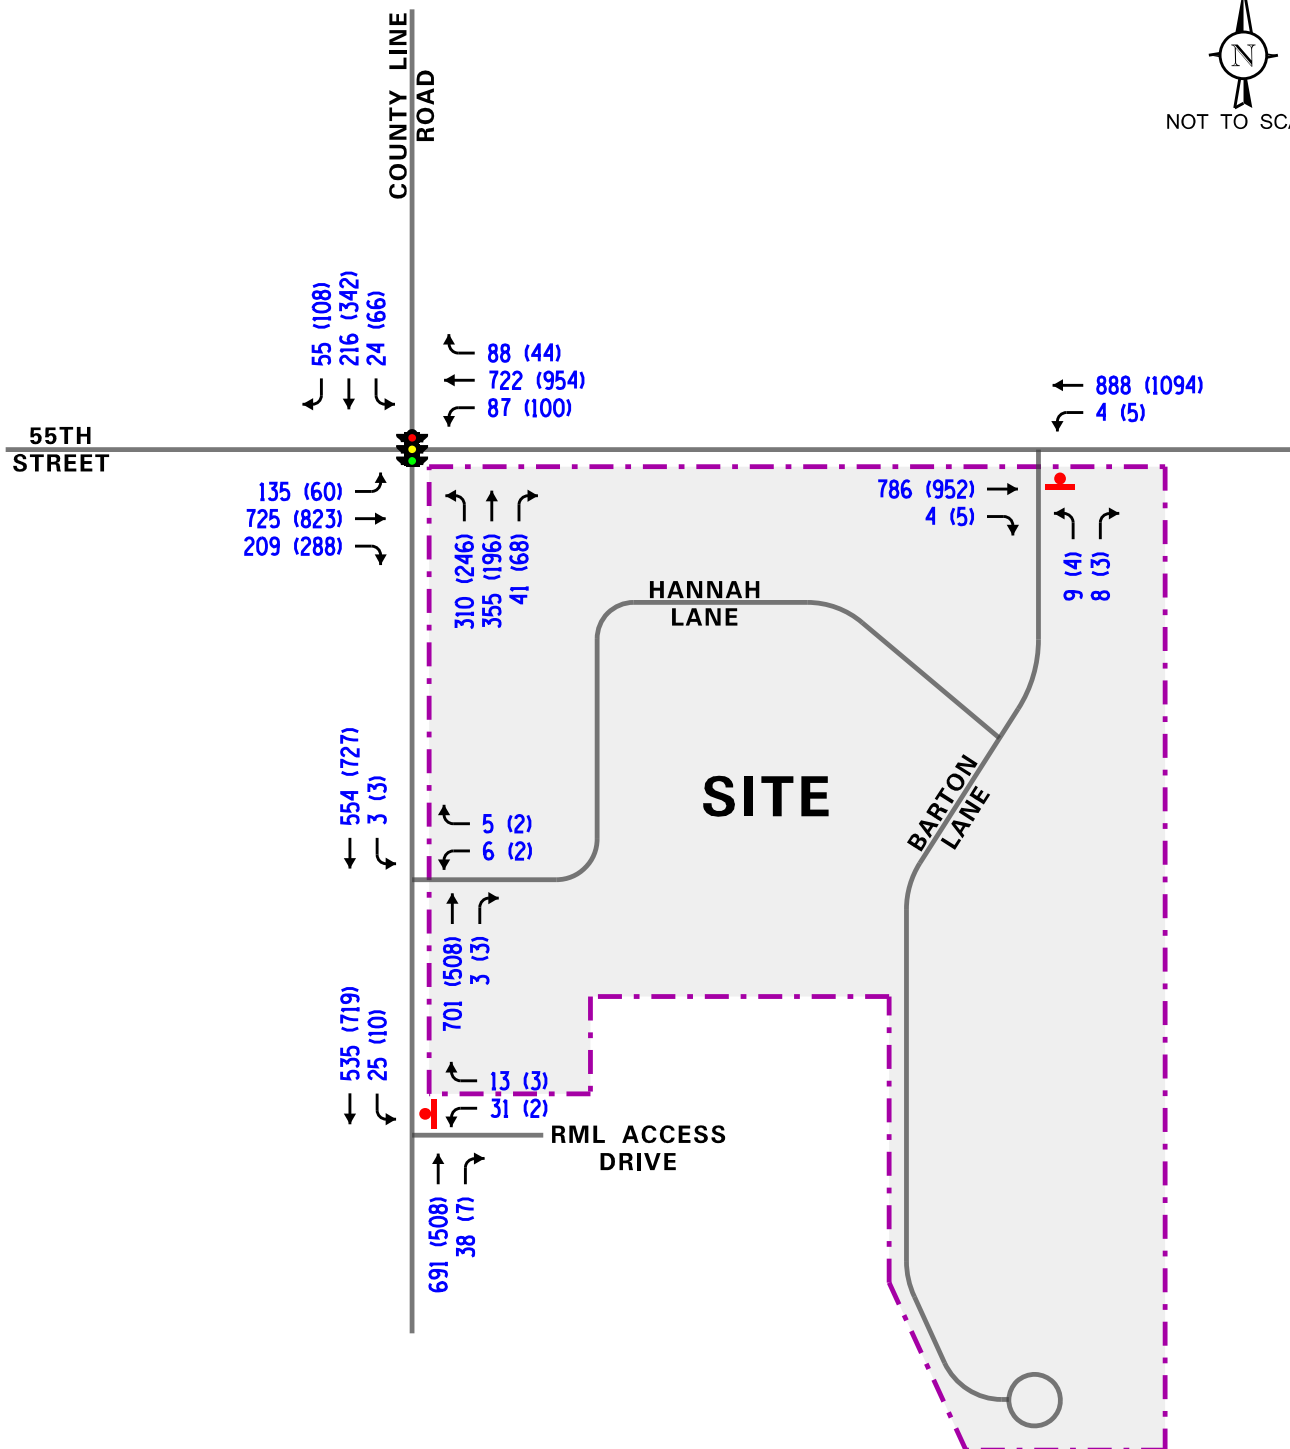 COUNTY LINE
ROAD
N
NOT TO SC
55 (108)
216 (342)
24 (66)
88 (44)
722 (954)
87 (100)
888 (1094)
4 (5)
55TH
STREET
135 (60)
725 (823)
209 (288)
310 (246)
355 (196)
41 (68)
786 (952)
4 (5)
9 (4)
8 (3)
HANNAH
LANE
554 (727)
3 (3)
5 (2)
6 (2)
SITE
BARTON
LANE
701 (508)
3 (3)
535 (719)
25 (10)
13 (3)
31 (2)
RML ACCESS
DRIVE
691 (508)
38 (7)